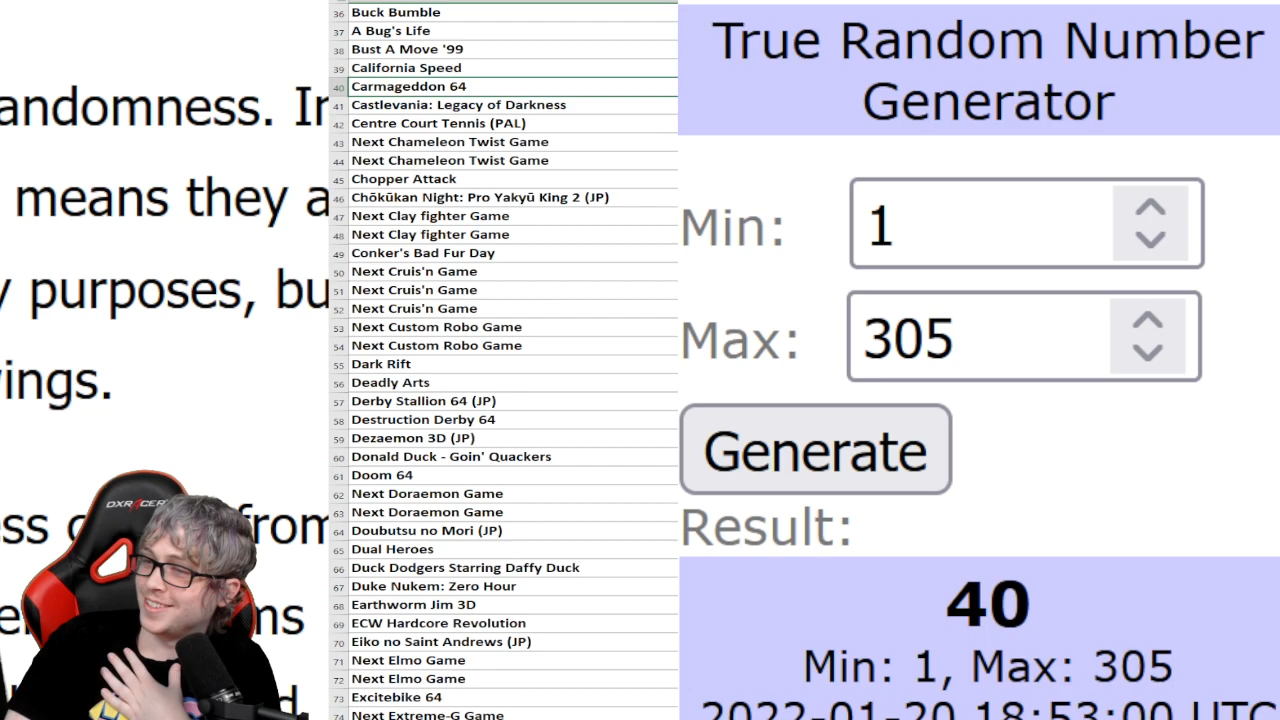 andomness. Ir
means they a
y purposes, bu
vings.
from
36 Buck Bumble
37 A Bug's Life
38 Bust A Move '99
39 California Speed
40 Carmageddon 64
41 Castlevania: Legacy of Darkness
42 Centre Court Tennis (PAL)
43 Next Chameleon Twist Game
44 Next Chameleon Twist Game
45 Chopper Attack
46 Chōkūkan Night: Pro Yakyū King 2 (JP)
47 Next Clay fighter Game
48 Next Clay fighter Game
49 Conker's Bad Fur Day
50 Next Cruis'n Game
51 Next Cruis'n Game
52 Next Cruis'n Game
53 Next Custom Robo Game
54 Next Custom Robo Game
55 Dark Rift
56 Deadly Arts
57 Derby Stallion 64 (JP)
58 Destruction Derby 64
59 Dezaemon 3D (JP)
60 Donald Duck - Goin' Quackers
61 Doom 64
62 Next Doraemon Game
63 Next Doraemon Game
64 Doubutsu no Mori (JP)
65 Dual Heroes
66 Duck Dodgers Starring Daffy Duck
67 Duke Nukem: Zero Hour
68 Earthworm Jim 3D
69 ECW Hardcore Revolution
70 Eiko no Saint Andrews (JP)
71 Next Elmo Game
72 Next Elmo Game
73 Excitebike 64
74 Next Extreme-G Game
True Random Number
Generator
Min: 1
Max: 305
Generate
Result:
40
Min: 1, Max: 305
2022-01-20 18:53:00 UTC
DXRACER